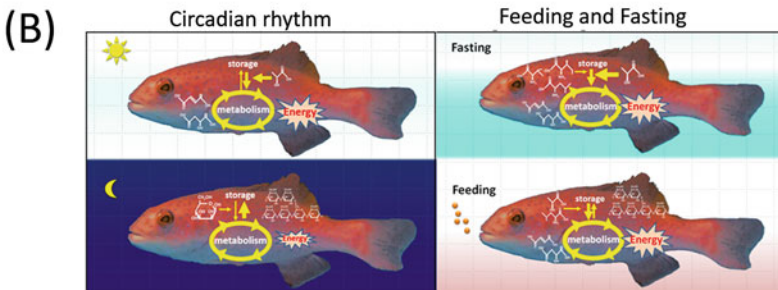 (B)
Circadian rhythm
Feeding and Fasting
storage
metabolism
Energy
Fasting
storage
metabolism
Energy
storage
metabolism
Energy
Feeding
storage
metabolism
Energy